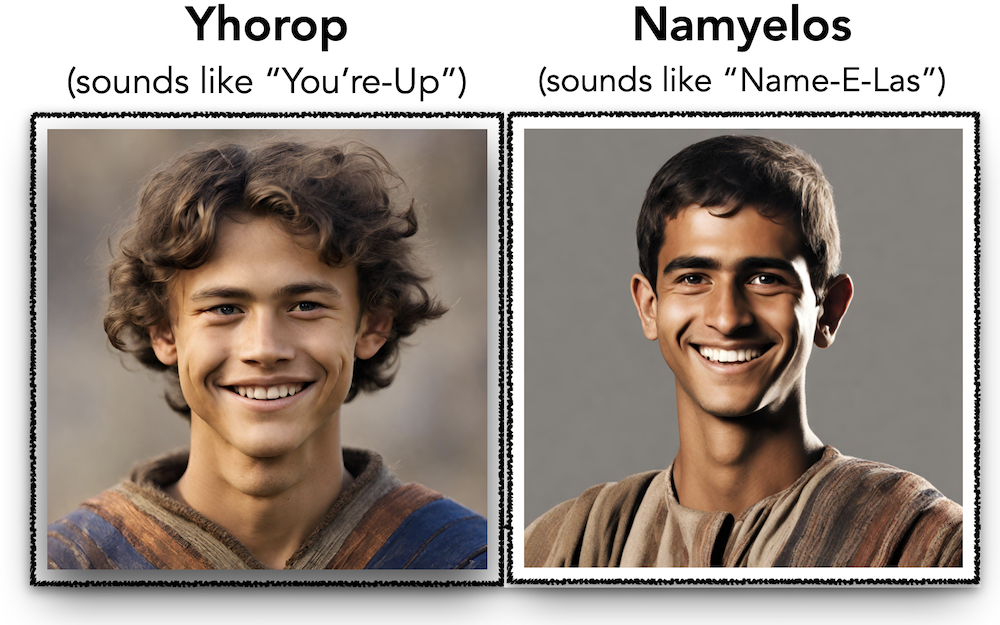 Yhorop
(sounds like “You’re-Up”)
Namyelos
(sounds like “Name-E-Las”)